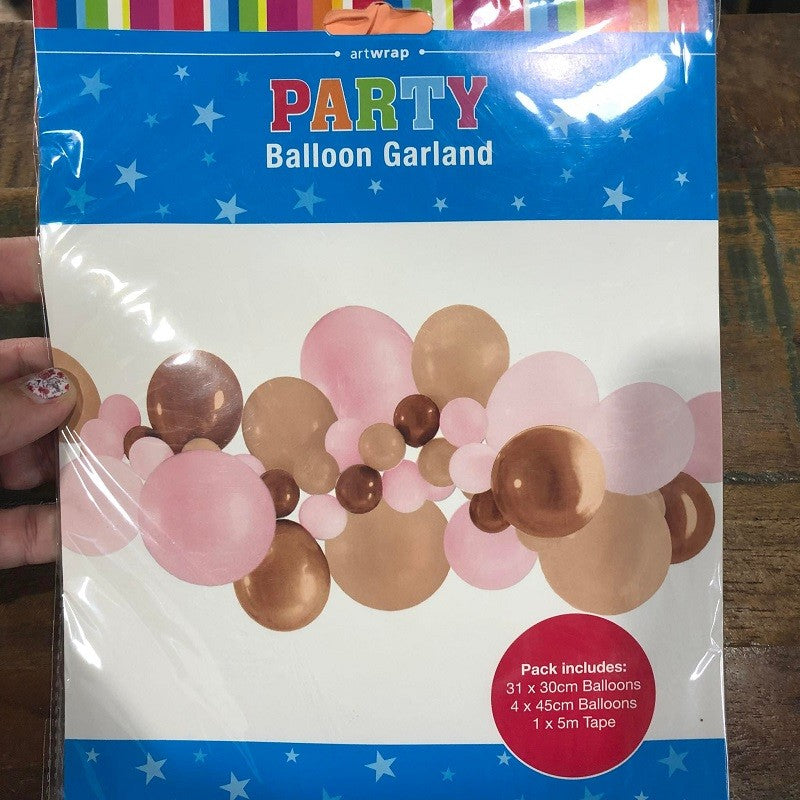 artwrap
PARTY
Balloon Garland
Pack includes:
31 x 30cm Balloons
4 x 45cm Balloons
1 x 5m Tape